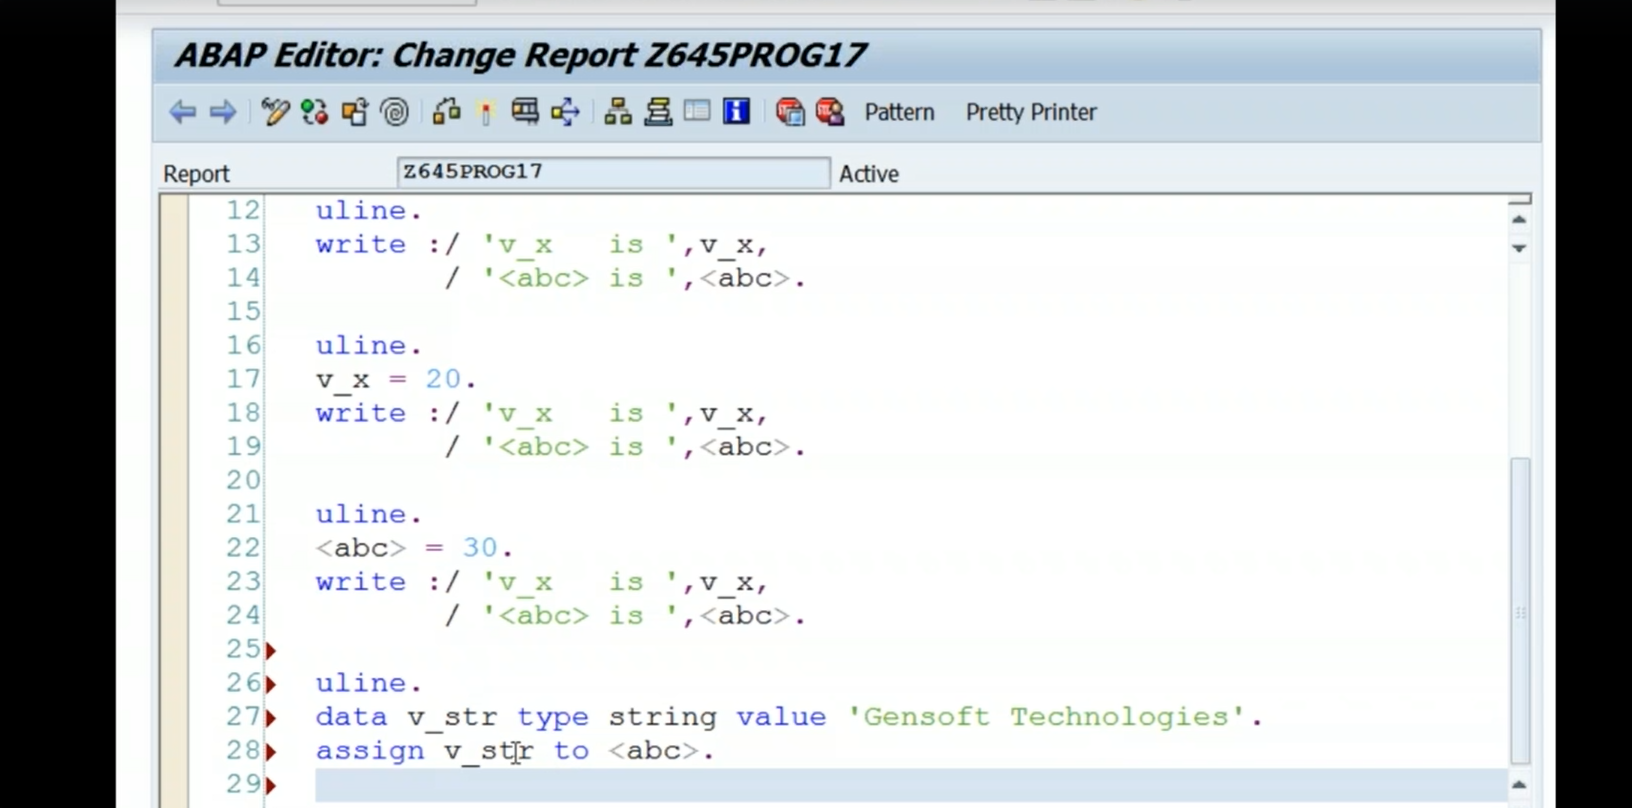 ABAP Editor: Change Report Z645PROG17
Pattern Pretty Printer
Report Z645PROG17 Active
12 uline.
13 write :/ 'v_x   is ',v_x,
14        / '<abc> is ',<abc>.
15
16 uline.
17 v_x = 20.
18 write :/ 'v_x   is ',v_x,
19        / '<abc> is ',<abc>.
20
21 uline.
22 <abc> = 30.
23 write :/ 'v_x   is ',v_x,
24        / '<abc> is ',<abc>.
25
26 uline.
27 data v_str type string value 'Gensoft Technologies'.
28 assign v_str to <abc>.
29